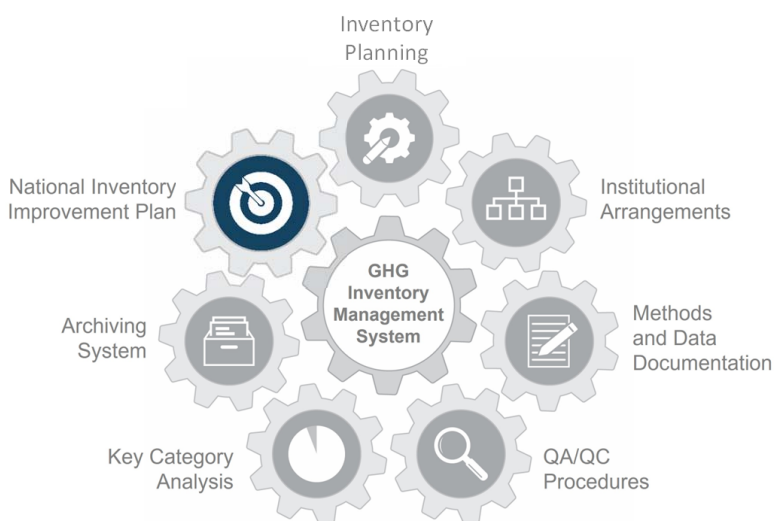 Inventory
Planning
National Inventory
Improvement Plan
Institutional
Arrangements
GHG
Inventory
Management
System
Archiving
System
Methods
and Data
Documentation
Key Category
Analysis
QA/QC
Procedures